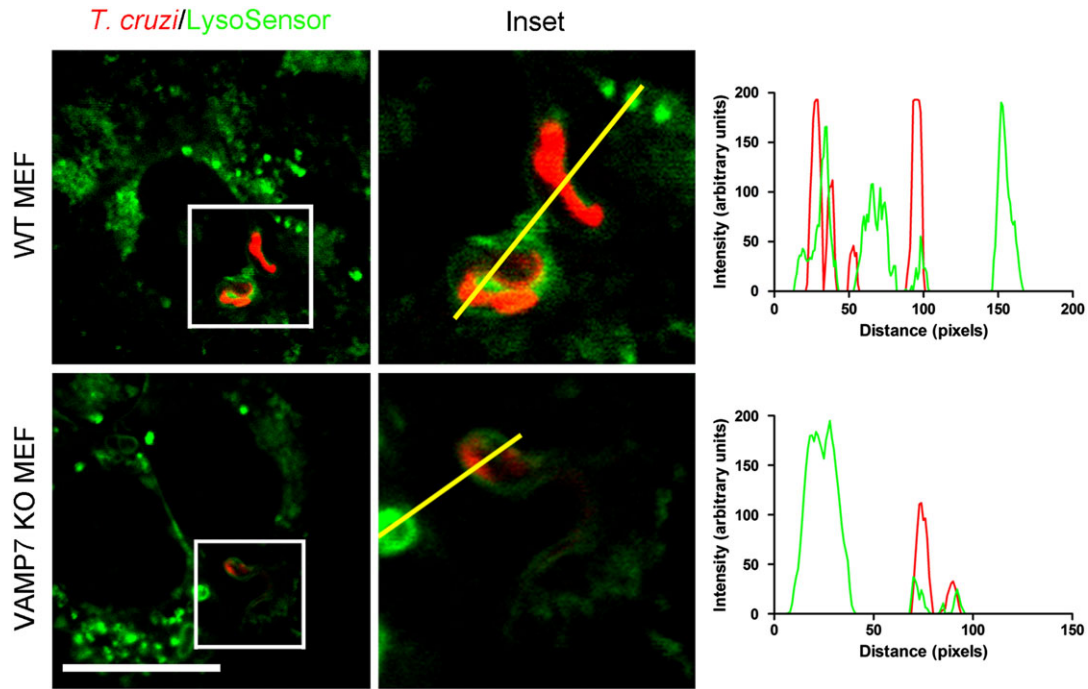 T. cruzi/LysoSensor
Inset
WT MEF
Intensity (arbitrary units)
200
150
100
50
0
0 50 100 150 200
Distance (pixels)
VAMP7 KO MEF
Intensity (arbitrary units)
200
150
100
50
0
0 50 100 150
Distance (pixels)